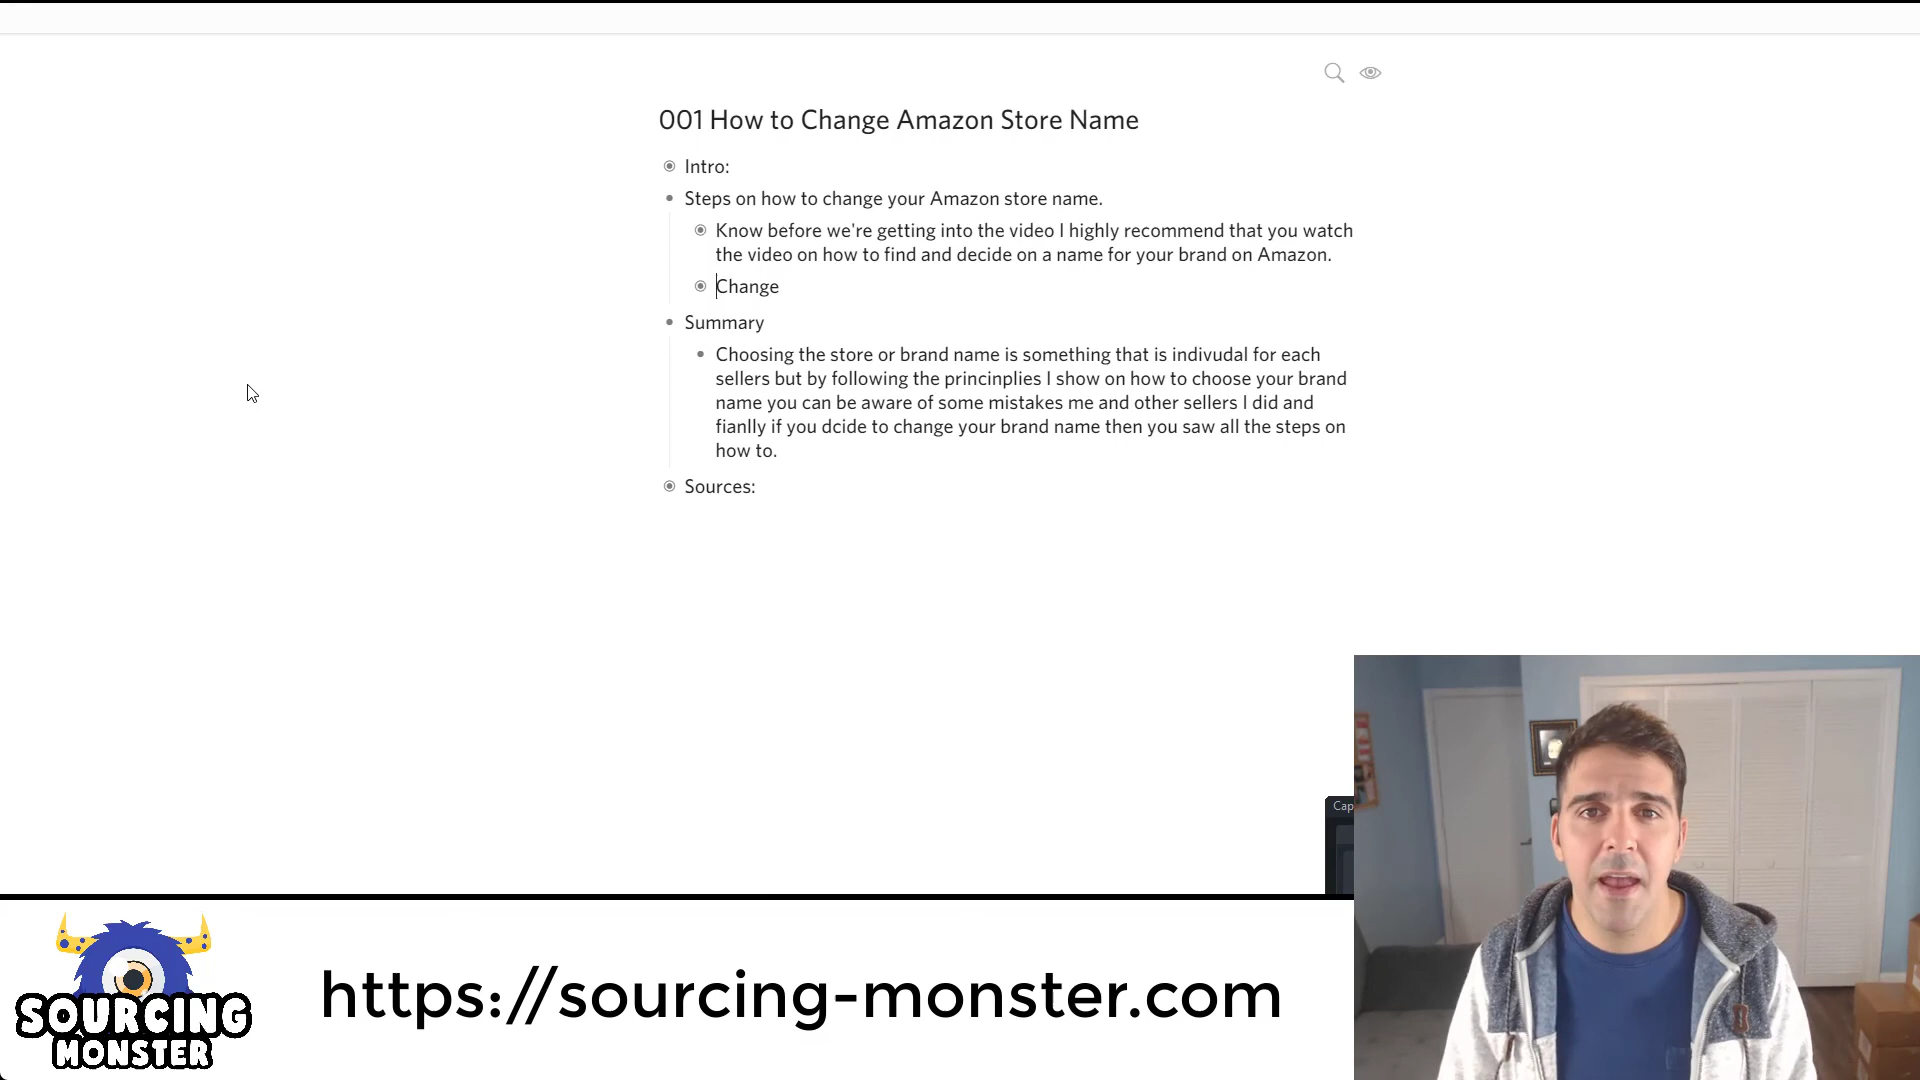 001 How to Change Amazon Store Name
Intro:
Steps on how to change your Amazon store name.
Know before we're getting into the video I highly recommend that you watch
the video on how to find and decide on a name for your brand on Amazon.
Change
Summary
Choosing the store or brand name is something that is indivudal for each
sellers but by following the princinplies I show on how to choose your brand
name you can be aware of some mistakes me and other sellers I did and
fianlly if you dcide to change your brand name then you saw all the steps on
how to.
Sources:
Cap
SOURCING
MONSTER
https://sourcing-monster.com